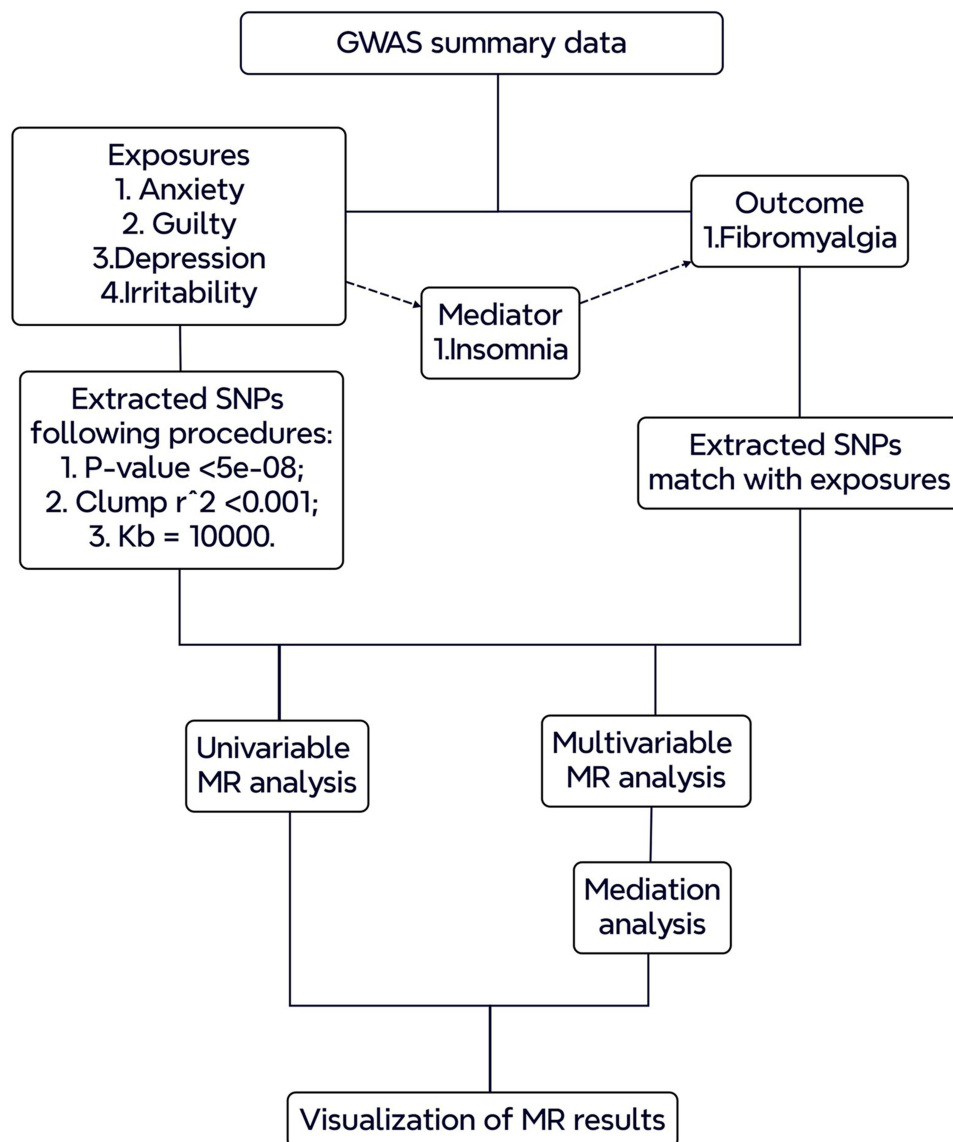 GWAS summary data
Exposures
1. Anxiety
2. Guilty
3.Depression
4.Irritability
Outcome
1.Fibromyalgia
Mediator
1.Insomnia
Extracted SNPs
following procedures:
1. P-value <5e-08;
2. Clump r^2 <0.001;
3. Kb = 10000.
Extracted SNPs
match with exposures
Univariable
MR analysis
Multivariable
MR analysis
Mediation
analysis
Visualization of MR results